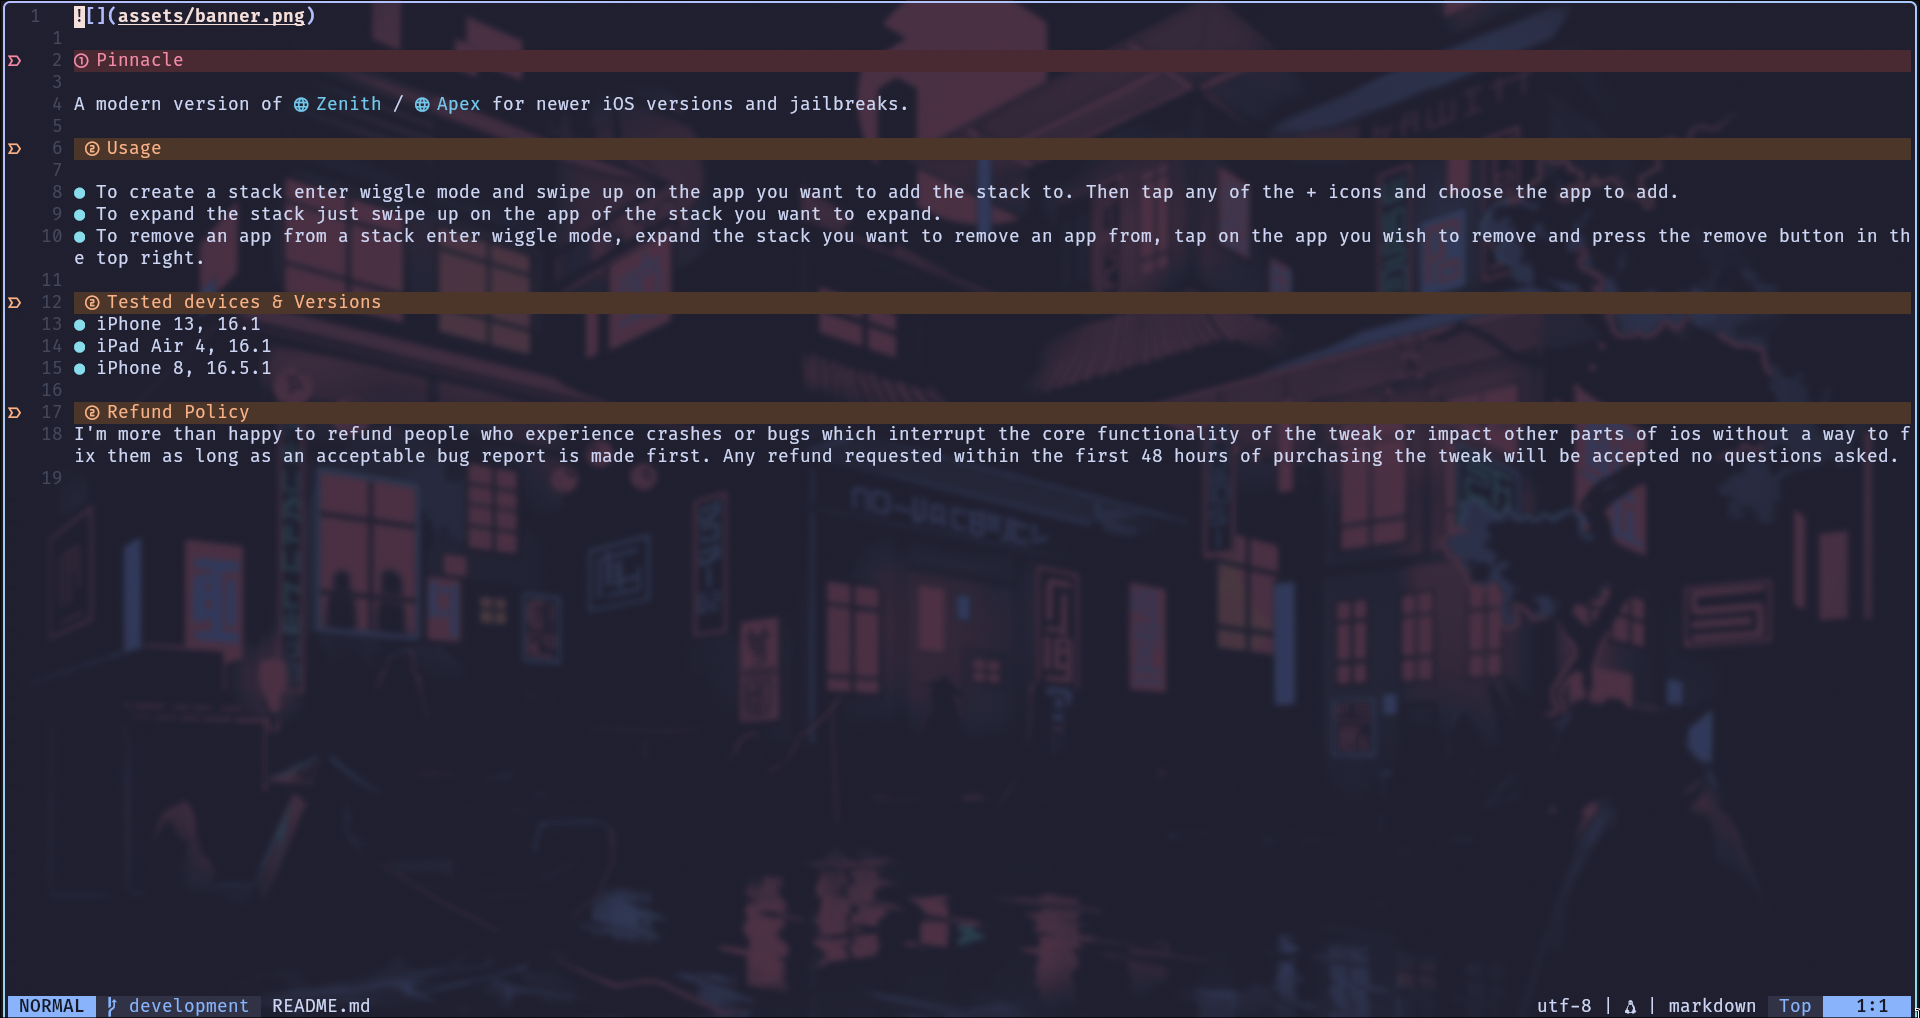 1 ![](assets/banner.png)
1
2 ① Pinnacle
3
4 A modern version of Zenith / Apex for newer iOS versions and jailbreaks.
5
6 ② Usage
7
8 ● To create a stack enter wiggle mode and swipe up on the app you want to add the stack to. Then tap any of the + icons and choose the app to add.
9 ● To expand the stack just swipe up on the app of the stack you want to expand.
10 ● To remove an app from a stack enter wiggle mode, expand the stack you want to remove an app from, tap on the app you wish to remove and press the remove button in th
e top right.
11
12 ② Tested devices & Versions
13 ● iPhone 13, 16.1
14 ● iPad Air 4, 16.1
15 ● iPhone 8, 16.5.1
16
17 ② Refund Policy
18 I'm more than happy to refund people who experience crashes or bugs which interrupt the core functionality of the tweak or impact other parts of ios without a way to f
ix them as long as an acceptable bug report is made first. Any refund requested within the first 48 hours of purchasing the tweak will be accepted no questions asked.
19
NORMAL development README.md utf-8 | | markdown Top 1:1